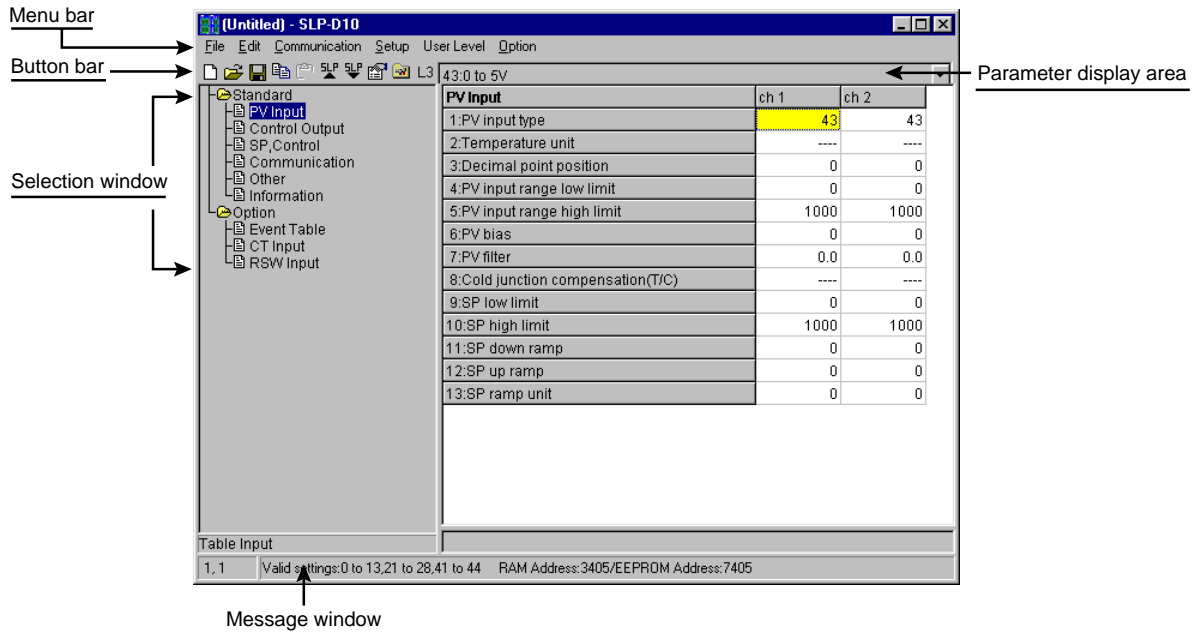 Menu bar
(Untitled) - SLP-D10
File Edit Communication Setup User Level Option
Button bar
SLP SLP L3
43:0 to 5V
Parameter display area
Selection window
Standard
PV Input
Control Output
SP,Control
Communication
Other
Information
Option
Event Table
CT Input
RSW Input
PV Input ch 1 ch 2
1:PV input type 43 43
2:Temperature unit ---- ----
3:Decimal point position 0 0
4:PV input range low limit 0 0
5:PV input range high limit 1000 1000
6:PV bias 0 0
7:PV filter 0.0 0.0
8:Cold junction compensation(T/C) ---- ----
9:SP low limit 0 0
10:SP high limit 1000 1000
11:SP down ramp 0 0
12:SP up ramp 0 0
13:SP ramp unit 0 0
Table Input
1, 1 Valid settings:0 to 13,21 to 28,41 to 44 RAM Address:3405/EEPROM Address:7405
Message window